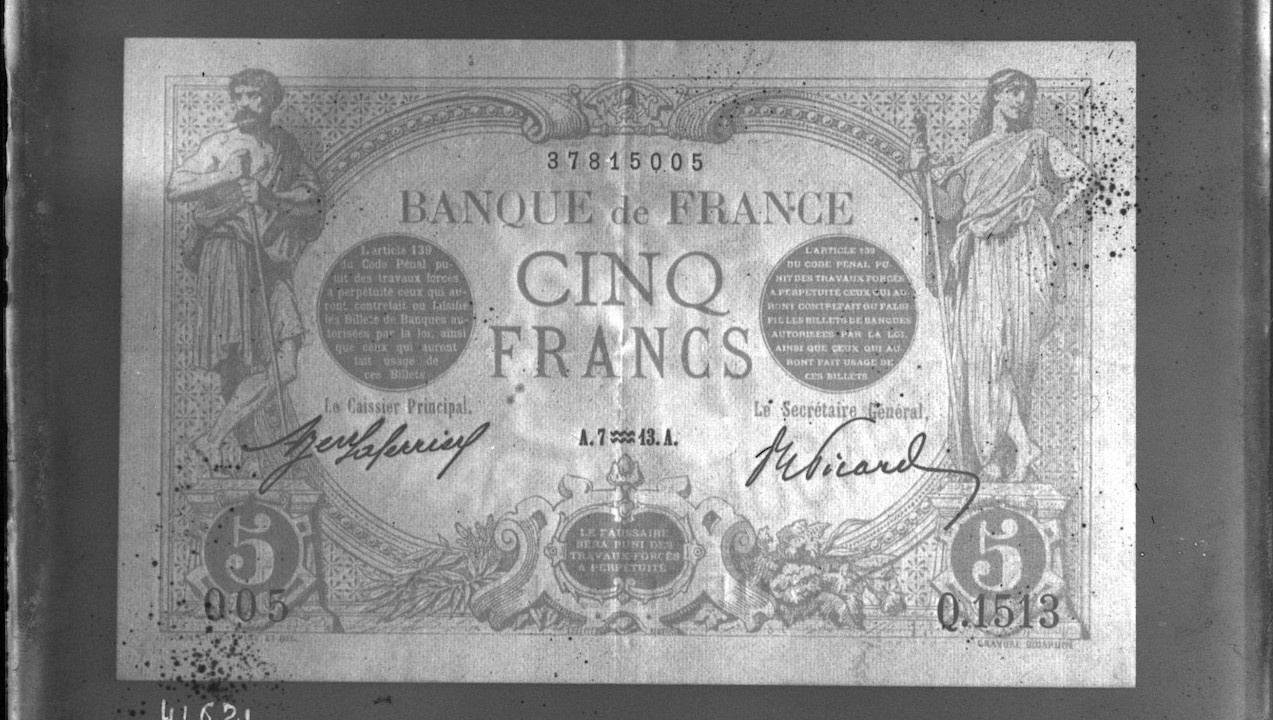 37815005
BANQUE de FRANCE
CINQ
FRANCS
L'article 139
du Code Pénal pu-
nit des travaux forcés
à perpétuité ceux qui au-
ront contrefait ou falsifié
les Billets de Banques au-
torisées par la loi, ainsi
que ceux qui auront
fait usage de
ces Billets
L'ARTICLE 139
DU CODE PÉNAL PU-
NIT DES TRAVAUX FORCÉS
A PERPÉTUITÉ CEUX QUI AU-
RONT CONTREFAIT OU FALSI-
FIÉ LES BILLETS DE BANQUES
AUTORISÉES PAR LA LOI,
AINSI QUE CEUX QUI AU-
RONT FAIT USAGE DE
CES BILLETS
Le Caissier Principal,
Le Secrétaire Général,
A.7 13.A.
Picard
5
5
LE FAUSSAIRE
SERA PUNI DES
TRAVAUX FORCÉS
A PERPÉTUITÉ
005
Q.1513